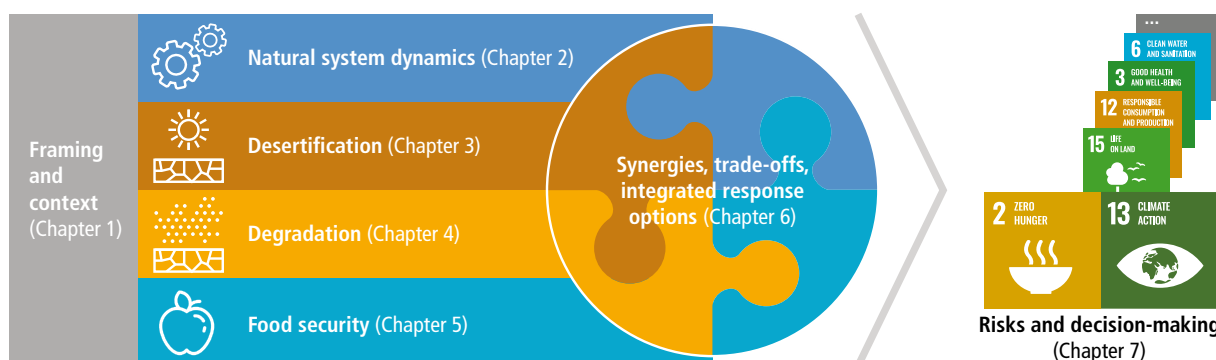 Framing
and
context
(Chapter 1)
Natural system dynamics (Chapter 2)
Desertification (Chapter 3)
Degradation (Chapter 4)
Food security (Chapter 5)
Synergies, trade-offs,
integrated response
options (Chapter 6)
...
6 CLEAN WATER
AND SANITATION
3 GOOD HEALTH
AND WELL-BEING
12 RESPONSIBLE
CONSUMPTION
AND PRODUCTION
15 LIFE
ON LAND
2 ZERO
HUNGER
13 CLIMATE
ACTION
Risks and decision-making
(Chapter 7)